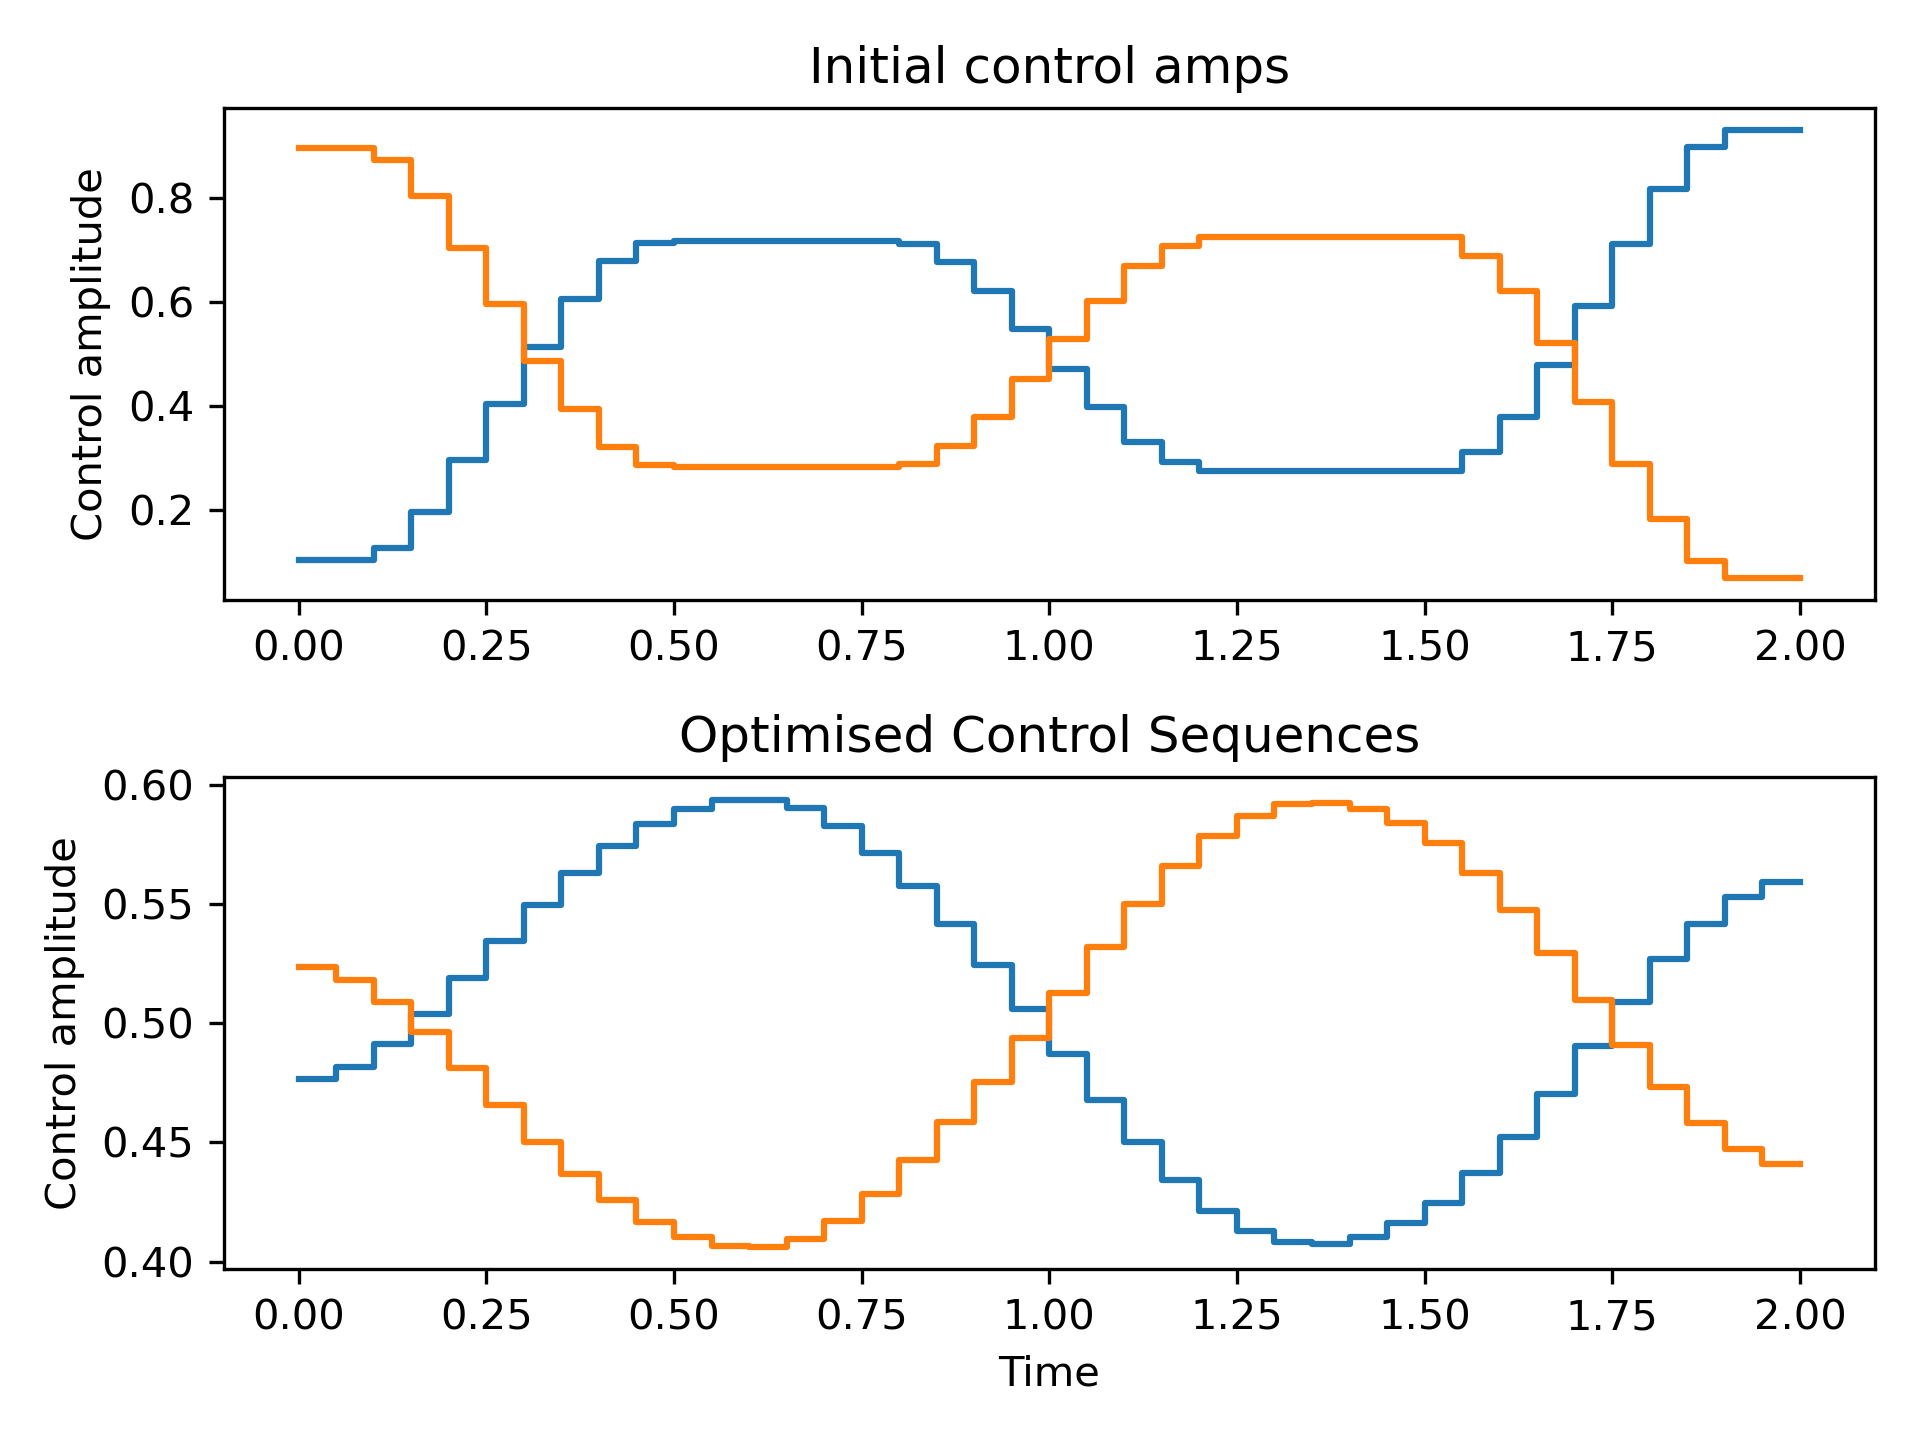 Initial control amps
Control amplitude
0.8
0.6
0.4
0.2
0.00 0.25 0.50 0.75 1.00 1.25 1.50 1.75 2.00
Optimised Control Sequences
Control amplitude
0.60
0.55
0.50
0.45
0.40
0.00 0.25 0.50 0.75 1.00 1.25 1.50 1.75 2.00
Time